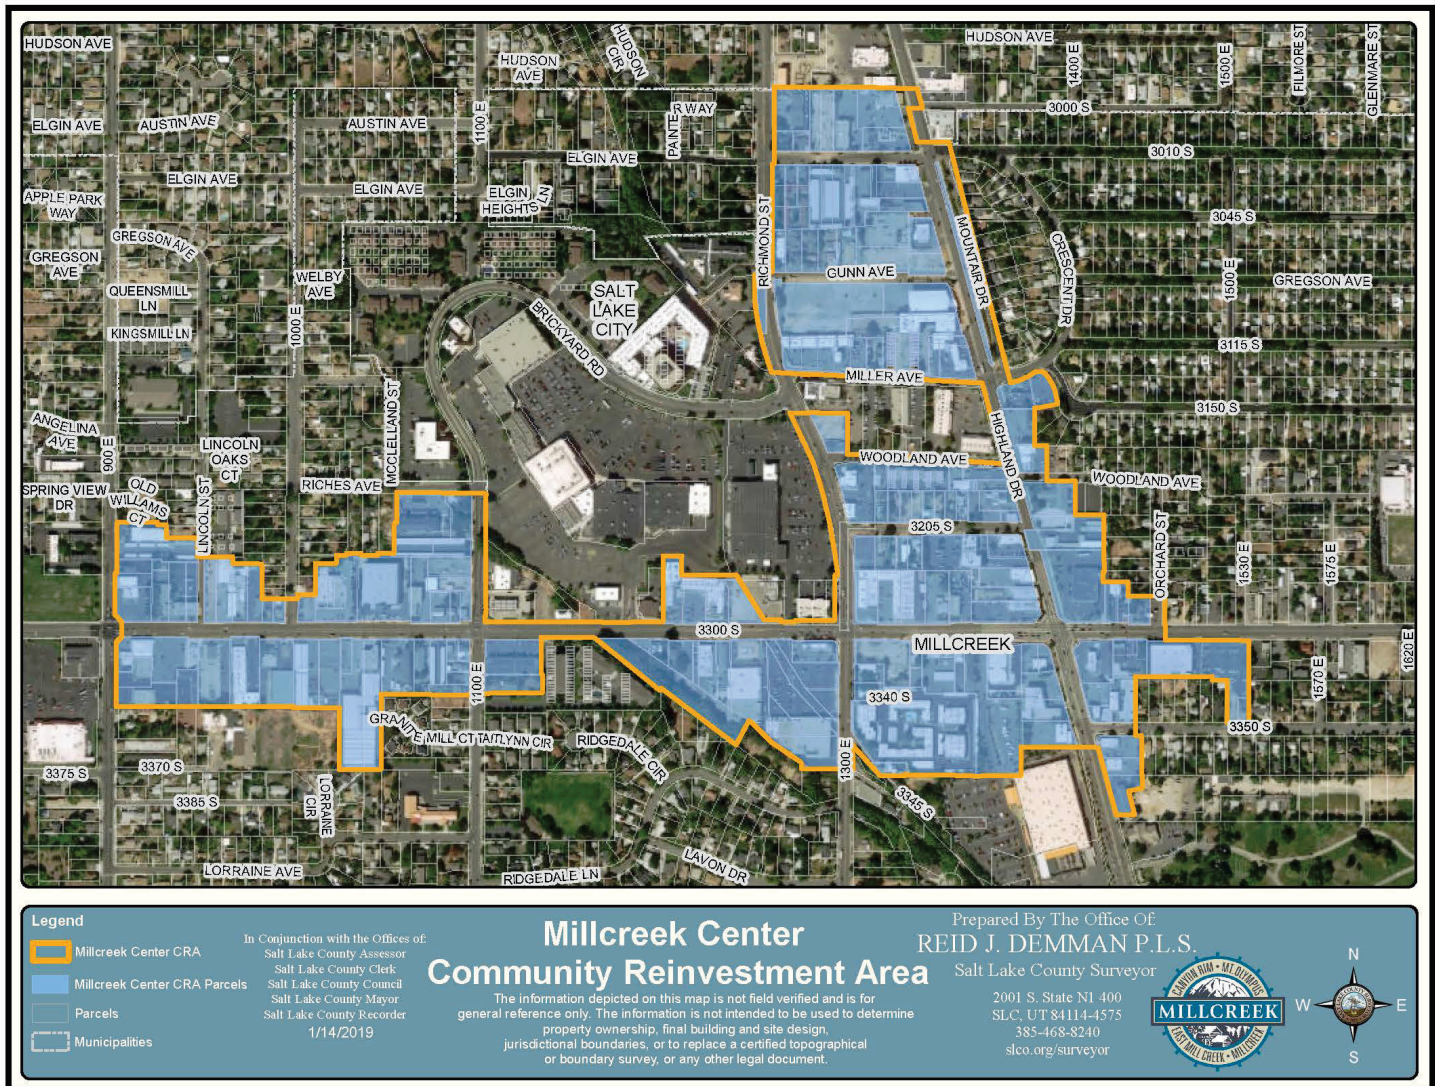 HUDSON AVE
HUDSON
AVE
HUDSON
CIR
HUDSON AVE
1400 E
1500 E
FILMORE ST
GLENMARE ST
3000 S
ELGIN AVE
AUSTIN AVE
AUSTIN AVE
1100 E
PAINTE
R WAY
3010 S
ELGIN AVE
ELGIN AVE
ELGIN AVE
ELGIN
HEIGHTS LN
APPLE PARK
WAY
3045 S
RICHMOND ST
MOUNTAIR DR
CRESCENT DR
GREGSON AVE
GREGSON
AVE
WELBY
AVE
GUNN AVE
1500 E
GREGSON AVE
QUEENSMILL
LN
SALT
LAKE
CITY
BRICKYARD RD
KINGSMILL LN
1000 E
3115 S
MILLER AVE
MCCLELLAND ST
3150 S
ANGELINA
AVE
900 E
LINCOLN
OAKS
CT
HIGHLAND DR
WOODLAND AVE
WOODLAND AVE
SPRING VIEW
DR
OLD
WILLAMS
CT
LINCOLN ST
RICHES AVE
3205 S
ORCHARD ST
1530 E
1575 E
3300 S
MILLCREEK
1620 E
1100 E
1570 E
3340 S
3350 S
GRANITE MILL CT
TAITLYNN CIR
RIDGEDALE CIR
1300 E
3375 S
3370 S
3385 S
LORRAINE
CIR
3345 S
LORRAINE AVE
RIDGEDALE LN
LAVON DR
Legend
Millcreek Center CRA
Millcreek Center CRA Parcels
Parcels
Municipalities
In Conjunction with the Offices of:
Salt Lake County Assessor
Salt Lake County Clerk
Salt Lake County Council
Salt Lake County Mayor
Salt Lake County Recorder
1/14/2019
Millcreek Center
Community Reinvestment Area
The information depicted on this map is not field verified and is for
general reference only. The information is not intended to be used to determine
property ownership, final building and site design,
jurisdictional boundaries, or to replace a certified topographical
or boundary survey, or any other legal document.
Prepared By The Office Of:
REID J. DEMMAN P.L.S.
Salt Lake County Surveyor
2001 S. State N1 400
SLC, UT 84114-4575
385-468-8240
slco.org/surveyor
CANYON RIM • MT. OLYMPUS
MILLCREEK
EAST MILL CREEK • MILLCREEK
N
W
E
S